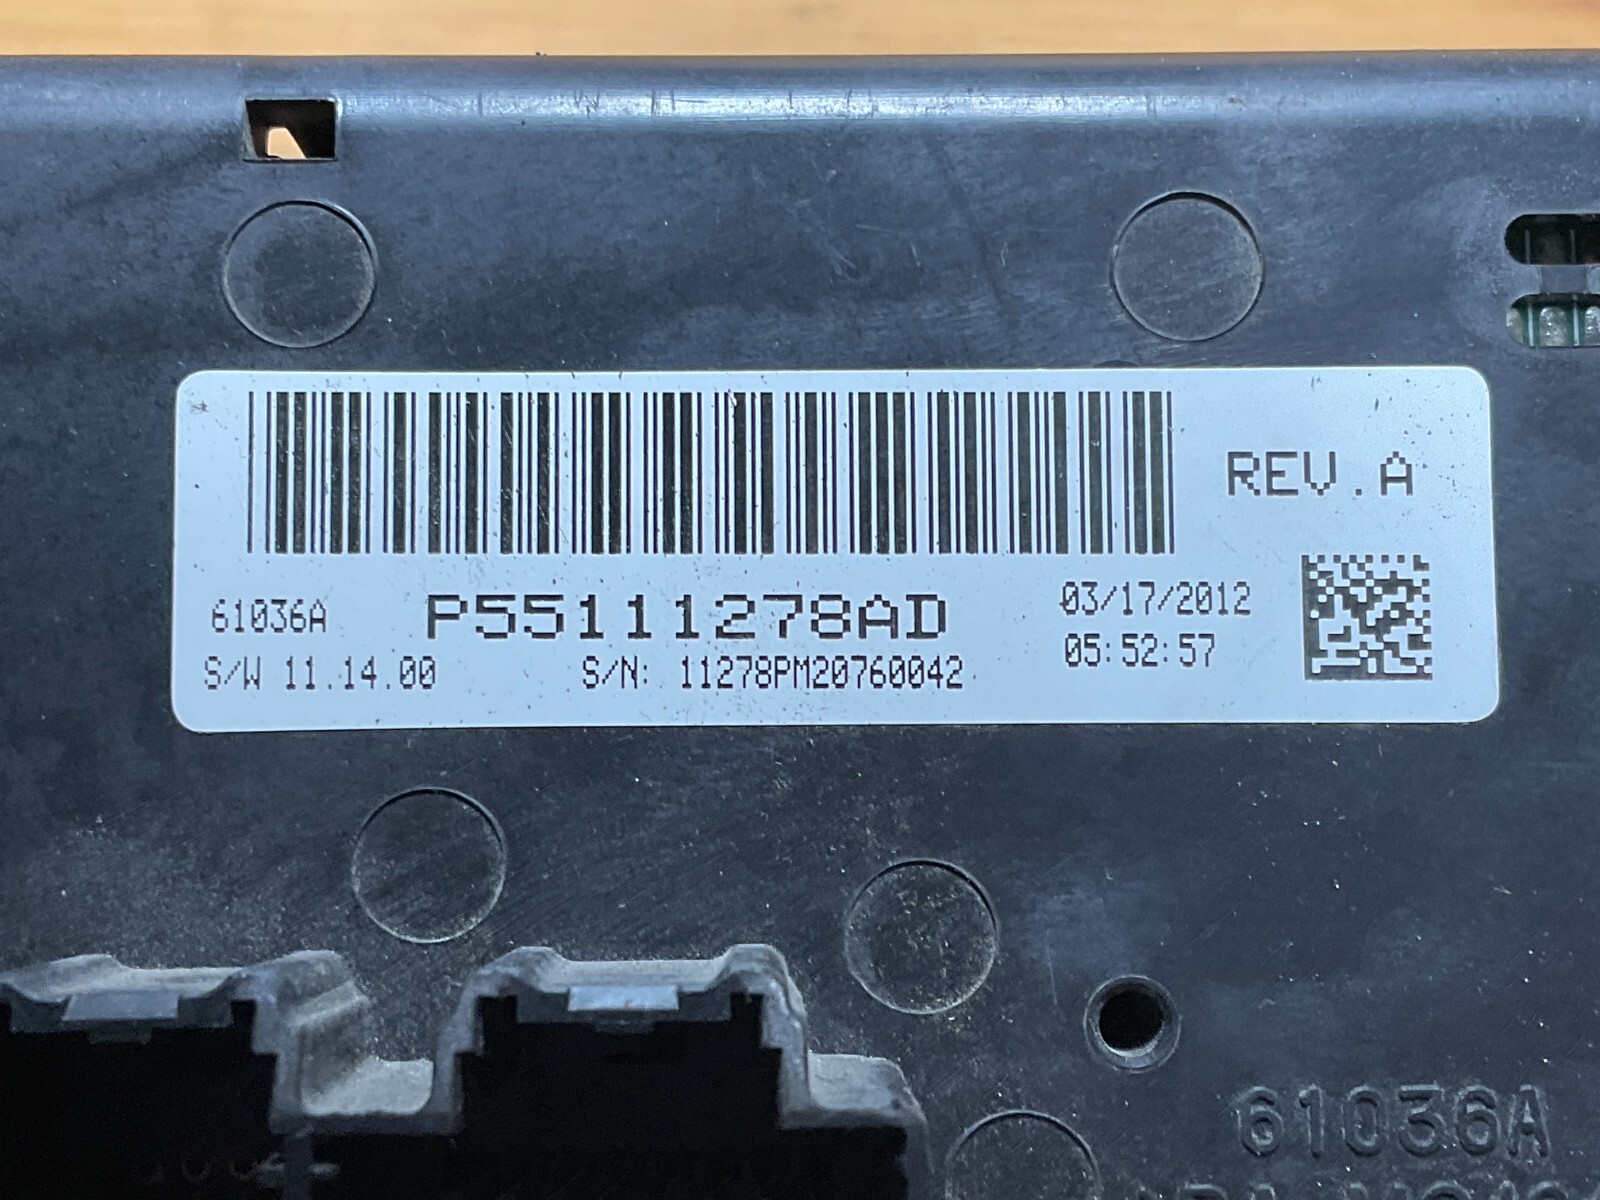 REV.A
61036A P55111278AD 03/17/2012
S/W 11.14.00 S/N: 11278PM20760042 05:52:57
61036A